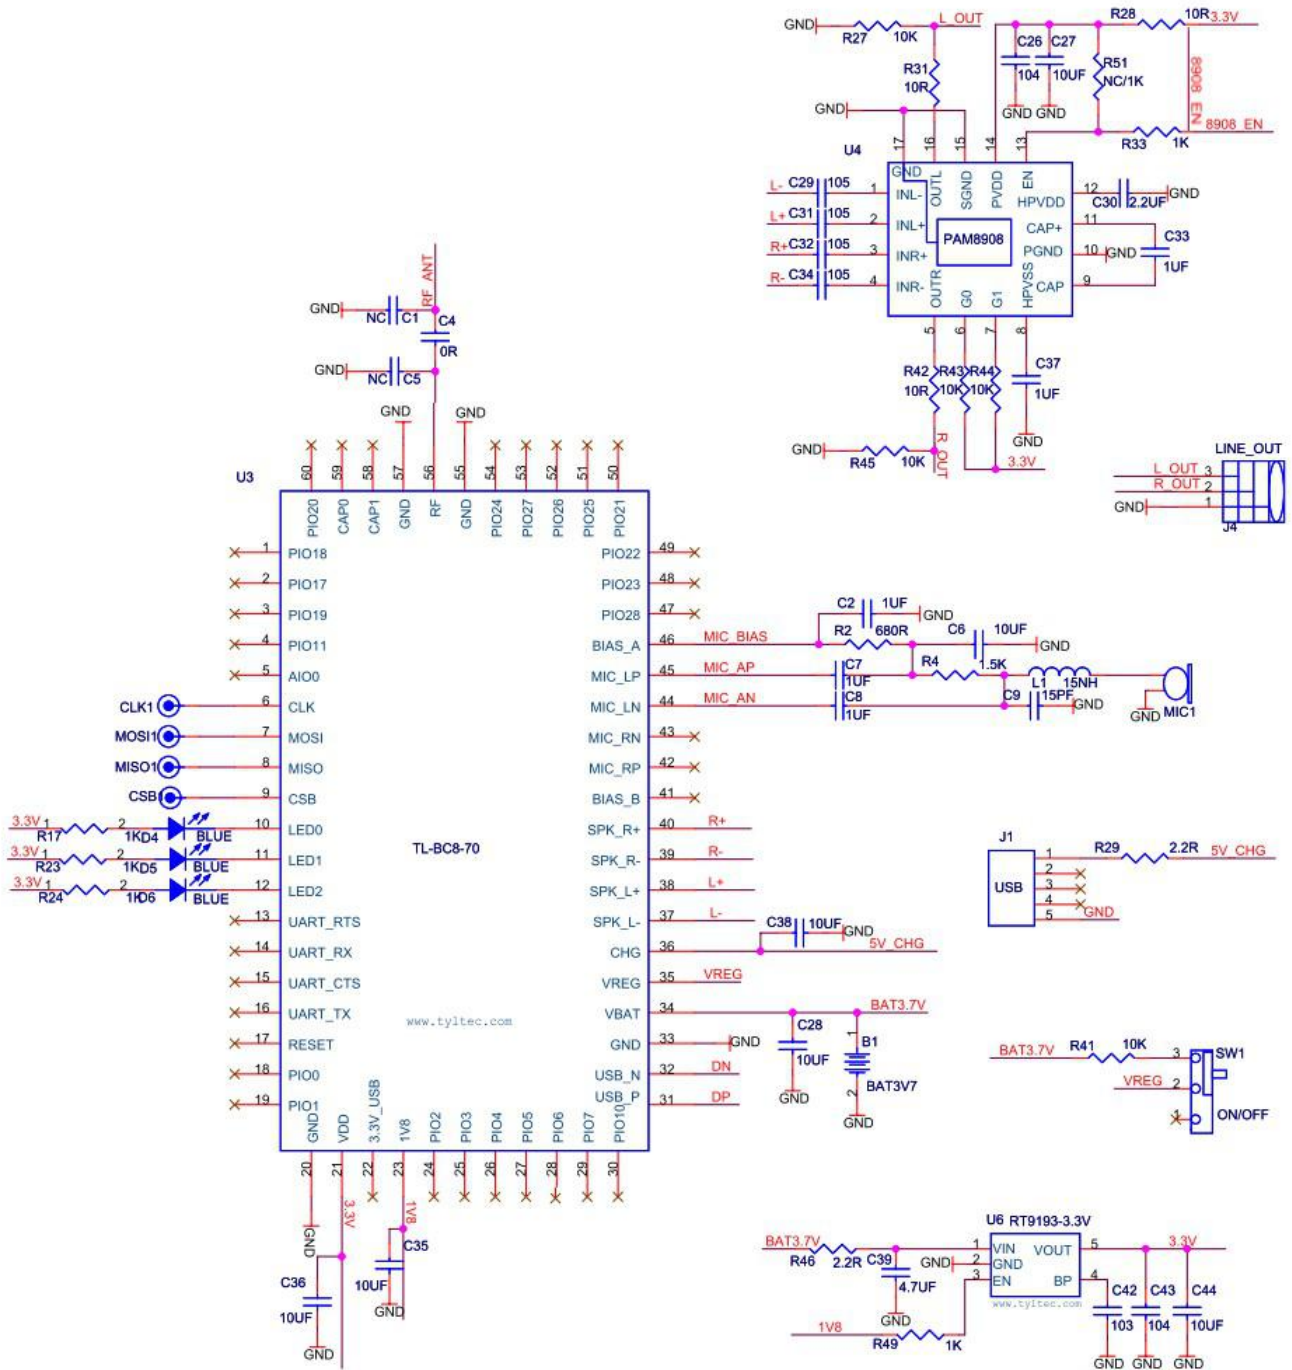 GND R27 10K L_OUT
R31 10R
C26 104
C27 10UF
R28 10R 3.3V
R51 NC/1K
8908_EN
R33 1K 8908_EN
GND GND
GND
U4
17 16 15 14 13
GND OUTL SGND PVDD EN
L- C29 105 1 INL-
L+ C31 105 2 INL+
R+ C32 105 3 INR+
R- C34 105 4 INR-
PAM8908
HPVDD 12 C30 2.2UF GND
CAP+ 11
PGND 10 GND
CAP 9
C33 1UF
OUTR G0 G1 HPVSS
5 6 7 8
R42 10R
R43 10K
R44 10K
C37 1UF
GND
GND R45 10K R_OUT
3.3V
LINE_OUT
L_OUT 3
R_OUT 2
GND 1
J4
RF_ANT
GND NC C1
C4 0R
GND NC C5
GND GND
U3
60 59 58 57 56 55 54 53 52 51 50
PIO20 CAP0 CAP1 GND RF GND PIO24 PIO27 PIO26 PIO25 PIO21
1 PIO18
2 PIO17
3 PIO19
4 PIO11
5 AIO0
CLK1 6 CLK
MOSI1 7 MOSI
MISO1 8 MISO
CSB1 9 CSB
3.3V 1 R17 2 1K D4 BLUE 10 LED0
3.3V 1 R23 2 1K D5 BLUE 11 LED1
3.3V 1 R24 2 1K D6 BLUE 12 LED2
13 UART_RTS
14 UART_RX
15 UART_CTS
16 UART_TX
17 RESET
18 PIO0
19 PIO1
TL-BC8-70
www.tyltec.com
PIO22 49
PIO23 48
PIO28 47
BIAS_A 46 MIC_BIAS
MIC_LP 45 MIC_AP
MIC_LN 44 MIC_AN
MIC_RN 43
MIC_RP 42
BIAS_B 41
SPK_R+ 40 R+
SPK_R- 39 R-
SPK_L+ 38 L+
SPK_L- 37 L-
CHG 36 5V_CHG
VREG 35 VREG
VBAT 34 BAT3.7V
GND 33 GND
USB_N 32 DN
USB_P 31 DP
C2 1UF GND
R2 680R
C6 10UF GND
C7 1UF
R4 1.5K
L1 15NH
C8 1UF
C9 15PF GND
GND MIC1
C38 10UF GND
C28 10UF GND
1 B1 BAT3V7 2 GND
GND VDD 3.3V_USB 1V8 PIO2 PIO3 PIO4 PIO5 PIO6 PIO7 PIO10
20 21 22 23 24 25 26 27 28 29 30
GND
3.3V
1V8
C36 10UF GND
C35 10UF GND
J1
USB
1 R29 2.2R 5V_CHG
2
3
4
5 GND
BAT3.7V R41 10K 3 SW1
VREG 2
1 ON/OFF
U6 RT9193-3.3V
BAT3.7V R46 2.2R C39 4.7UF GND
1 VIN
GND 2 GND
3 EN
VOUT 5 3.3V
BP 4
www.tyltec.com
1V8 R49 1K
C42 103 GND
C43 104 GND
C44 10UF GND